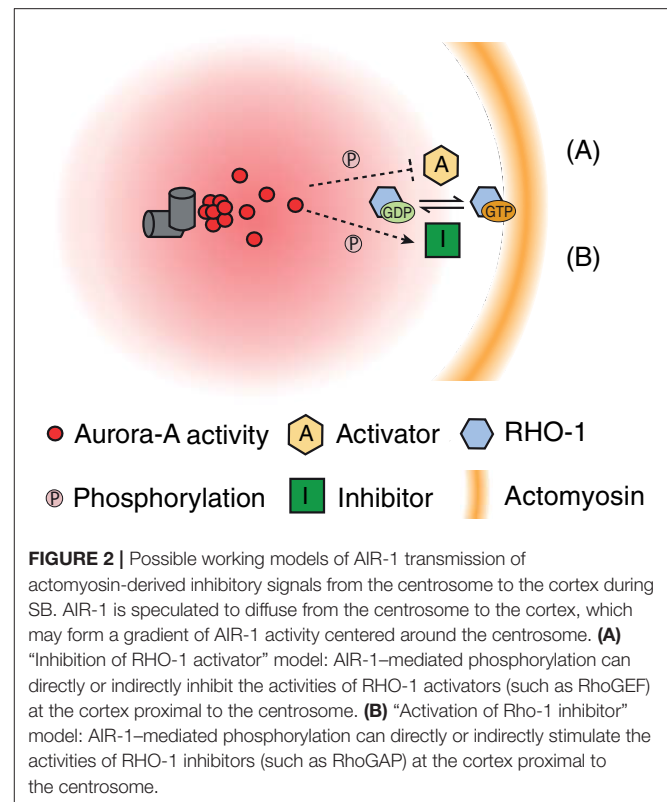 (A)
P
A
GDP
GTP
P
I
(B)
Aurora-A activity
A Activator
RHO-1
P Phosphorylation
I Inhibitor
Actomyosin
FIGURE 2 | Possible working models of AIR-1 transmission of
actomyosin-derived inhibitory signals from the centrosome to the cortex during
SB. AIR-1 is speculated to diffuse from the centrosome to the cortex, which
may form a gradient of AIR-1 activity centered around the centrosome. (A)
“Inhibition of RHO-1 activator” model: AIR-1–mediated phosphorylation can
directly or indirectly inhibit the activities of RHO-1 activators (such as RhoGEF)
at the cortex proximal to the centrosome. (B) “Activation of Rho-1 inhibitor”
model: AIR-1–mediated phosphorylation can directly or indirectly stimulate the
activities of RHO-1 inhibitors (such as RhoGAP) at the cortex proximal to
the centrosome.